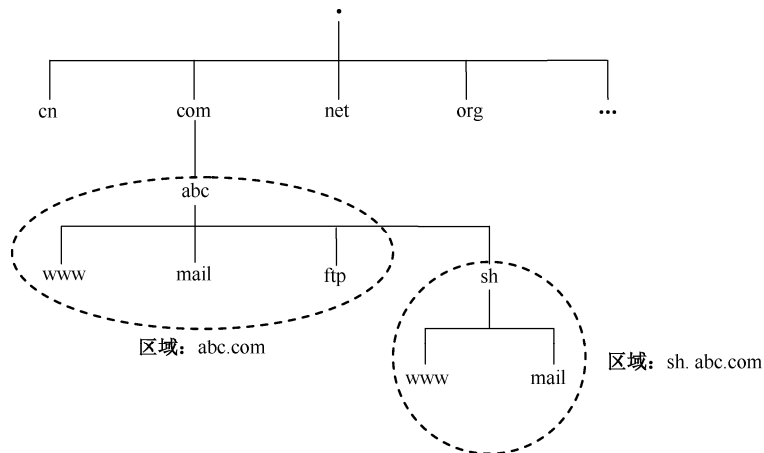 .
cn com net org ...
abc
www mail ftp sh
区域：abc.com
www mail
区域：sh. abc.com